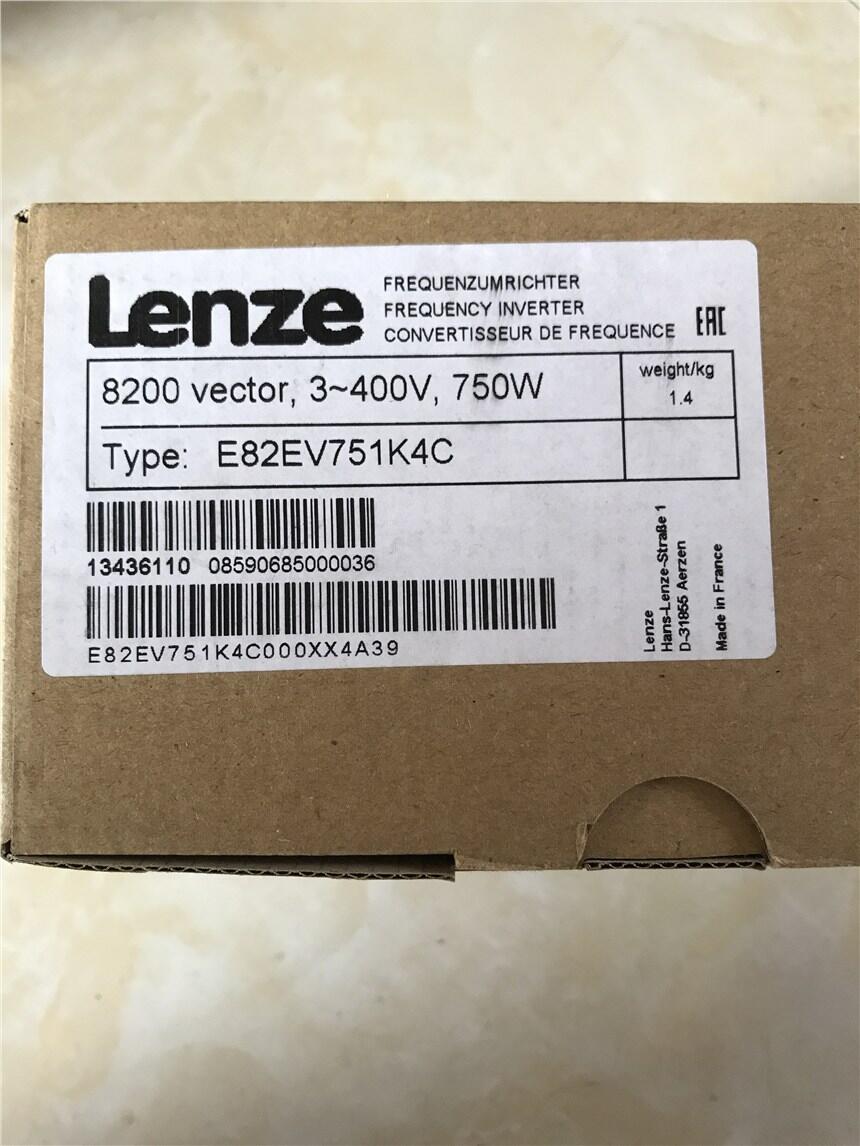 Lenze
FREQUENZUMRICHTER
FREQUENCY INVERTER
CONVERTISSEUR DE FREQUENCE
EAC
8200 vector, 3~400V, 750W
weight/kg
1.4
Type: E82EV751K4C
13436110 08590685000036
E82EV751K4C000XX4A39
Lenze
Hans-Lenze-Straße 1
D-31855 Aerzen
Made in France